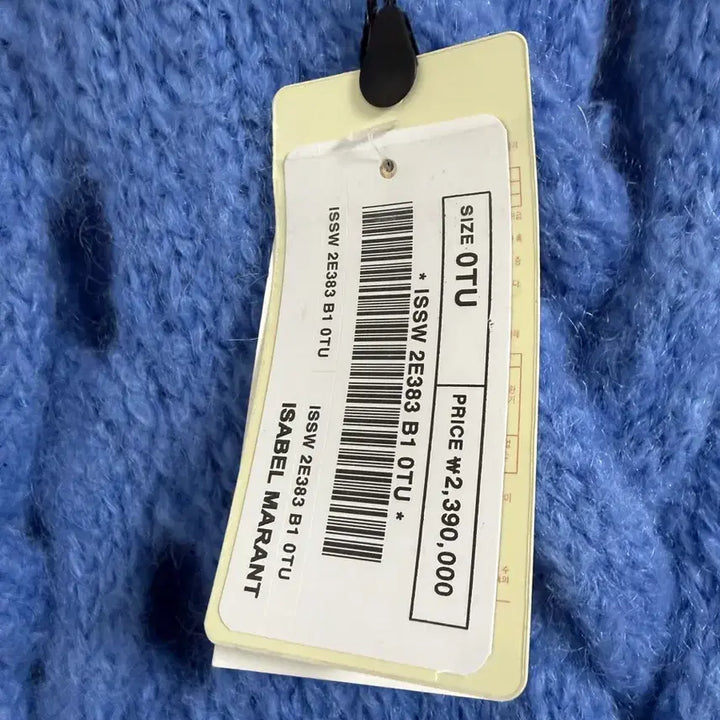 SIZE 0TU
PRICE ₩2,390,000
* ISSW 2E383 B1 0TU *
ISSW 2E383 B1 0TU
ISSW 2E383 B1 0TU
ISABEL MARANT